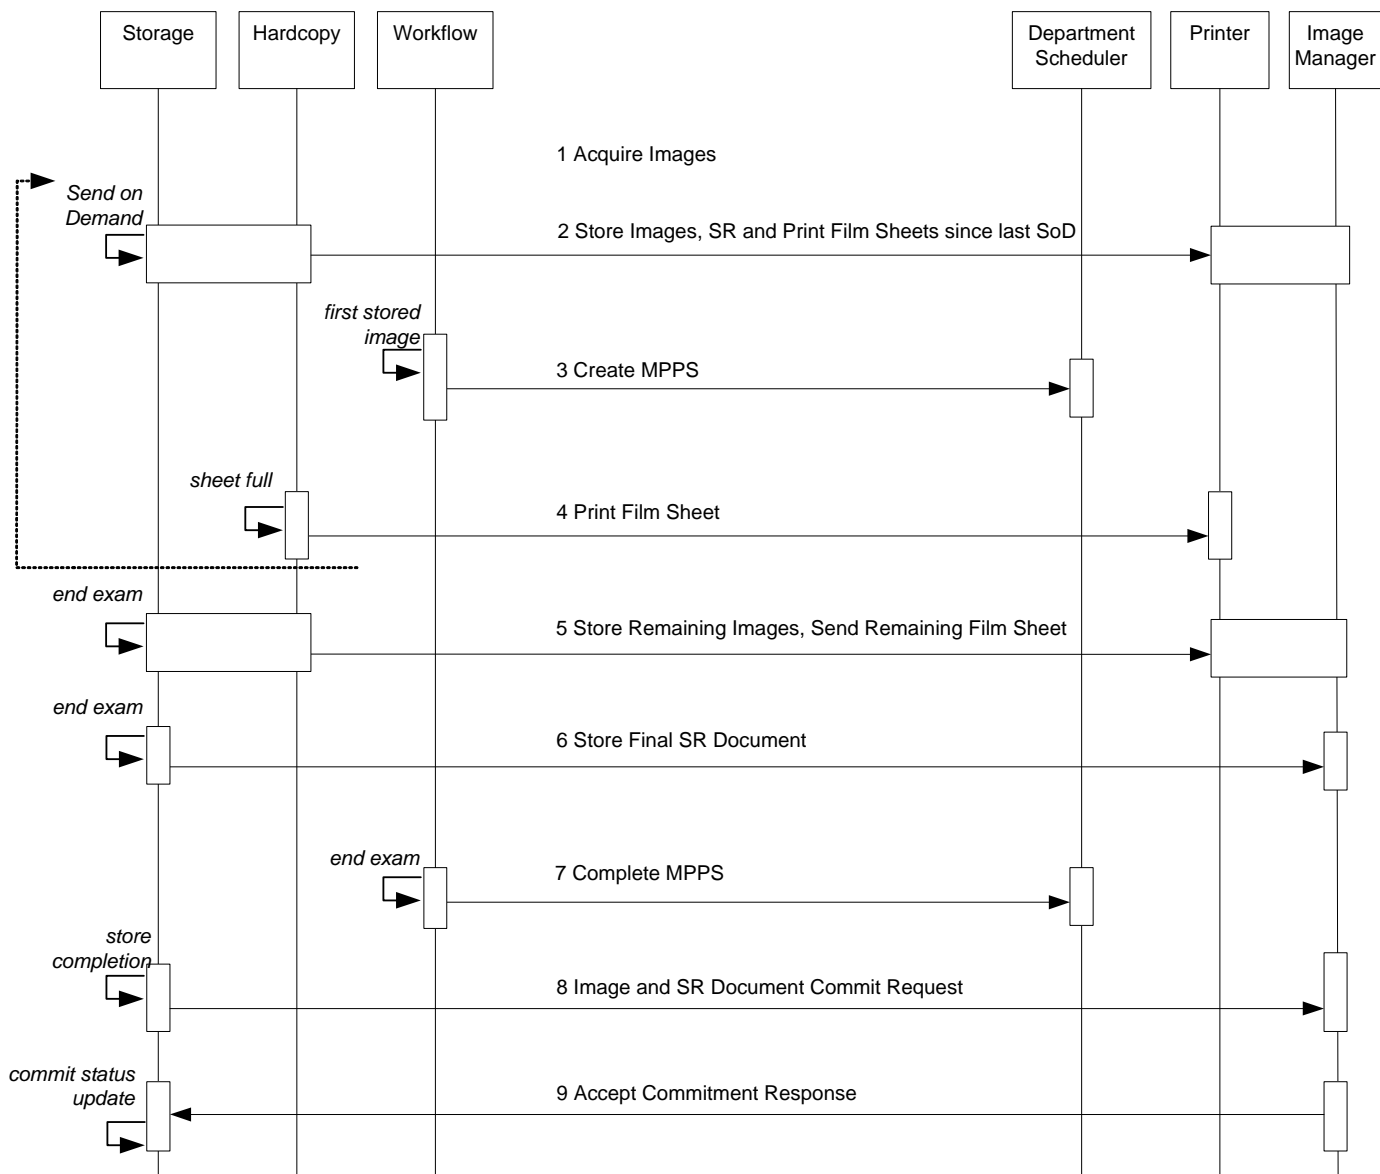 Storage
Hardcopy
Workflow
Department
Scheduler
Printer
Image
Manager
1 Acquire Images
Send on
Demand
2 Store Images, SR and Print Film Sheets since last SoD
first stored
image
3 Create MPPS
sheet full
4 Print Film Sheet
end exam
5 Store Remaining Images, Send Remaining Film Sheet
end exam
6 Store Final SR Document
end exam
7 Complete MPPS
store
completion
8 Image and SR Document Commit Request
commit status
update
9 Accept Commitment Response